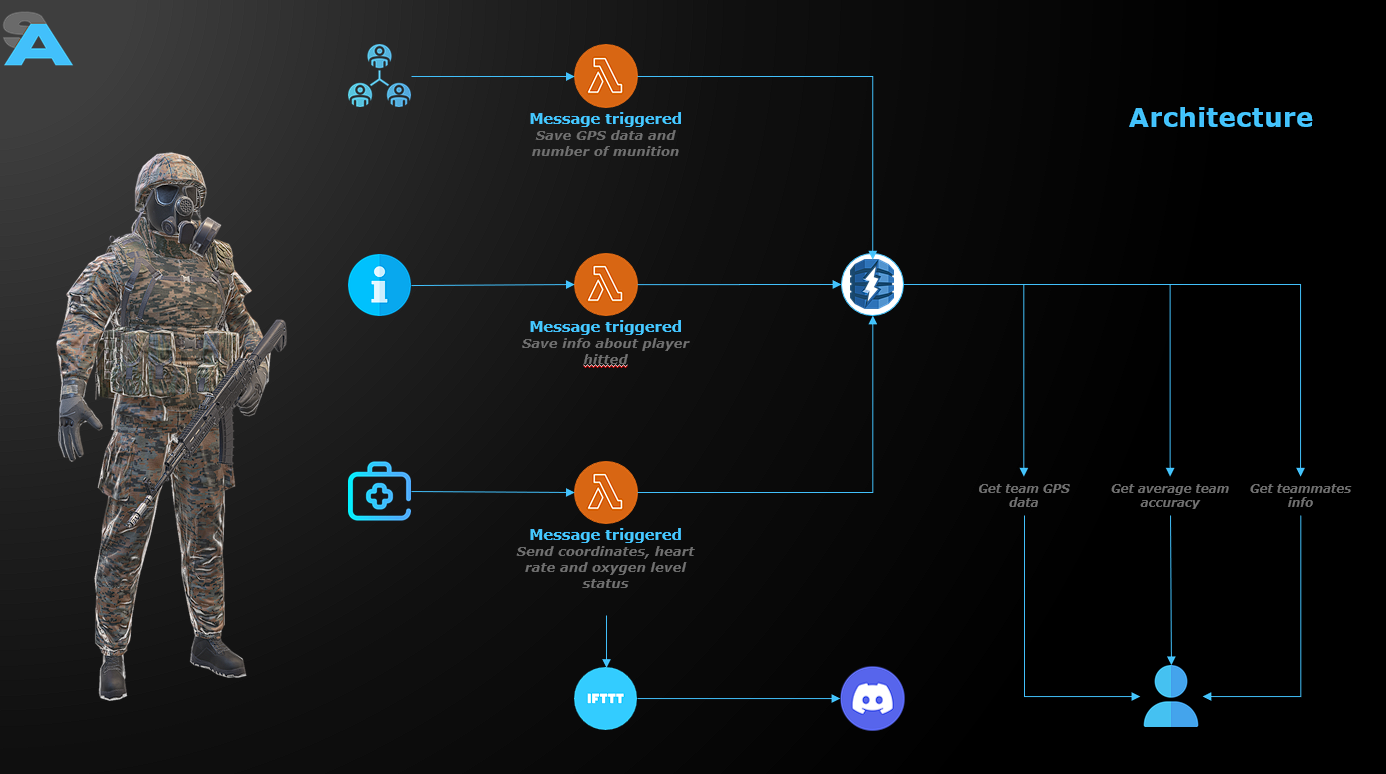 SA
Architecture
Message triggered
Save GPS data and
number of munition
Message triggered
Save info about player
hitted
Message triggered
Send coordinates, heart
rate and oxygen level
status
Get team GPS
data
Get average team
accuracy
Get teammates
info
IFTTT